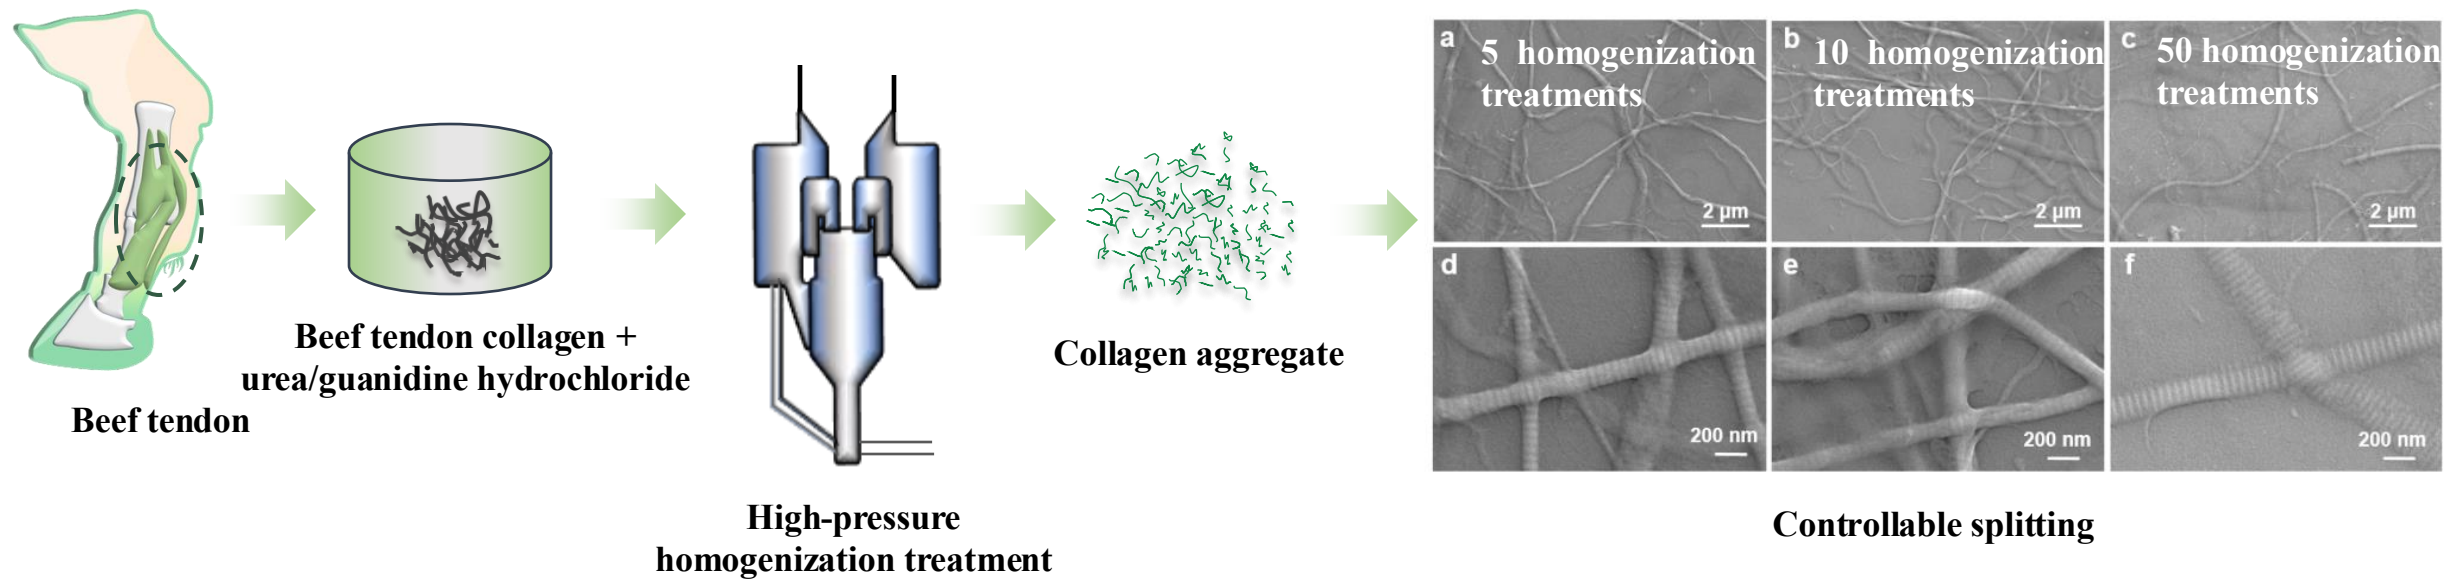 Beef tendon
Beef tendon collagen +
urea/guanidine hydrochloride
High-pressure
homogenization treatment
Collagen aggregate
a
5 homogenization
treatments
2 μm
b
10 homogenization
treatments
2 μm
c
50 homogenization
treatments
2 μm
d
200 nm
e
200 nm
f
200 nm
Controllable splitting